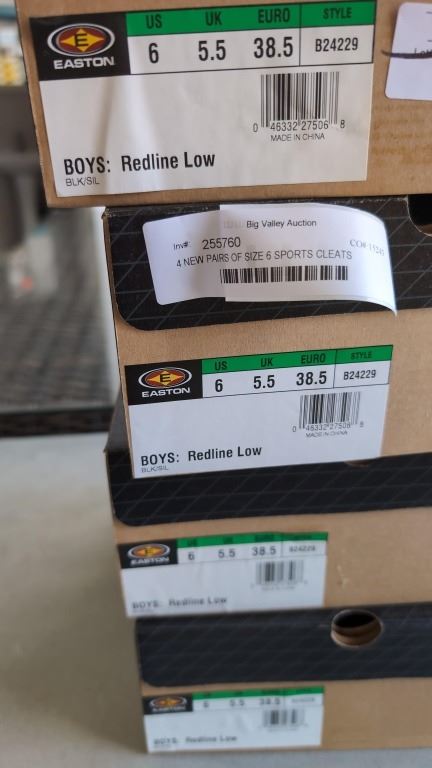 US UK EURO STYLE
EASTON 6 5.5 38.5 B24229
0 46332 27506 8
MADE IN CHINA
BOYS: Redline Low
BLK/SIL
Big Valley Auction
Inv#: 255760
4 NEW PAIRS OF SIZE 6 SPORTS CLEATS
US UK EURO STYLE
EASTON 6 5.5 38.5 B24229
0 46332 27506 8
MADE IN CHINA
BOYS: Redline Low
BLK/SIL
US UK EURO
EASTON 6 5.5 38.5 B24229
BOYS: Redline Low
BLK/SIL
EASTON 6 5.5 38.5
BOYS: Redline Low